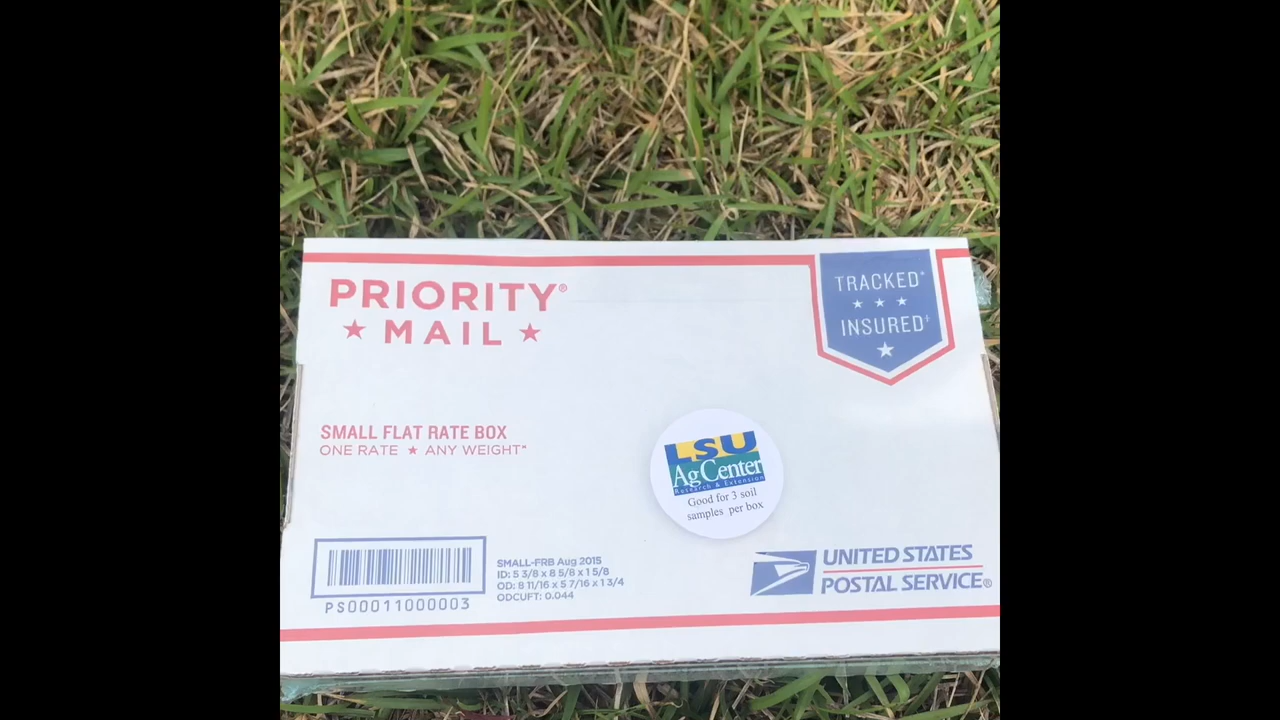 PRIORITY®
★ MAIL ★
TRACKED*
★ ★ ★
INSURED†
★
SMALL FLAT RATE BOX
ONE RATE ★ ANY WEIGHT*
LSU
AgCenter
Research & Extension
Good for 3 soil
samples per box
PS00011000003
SMALL-FRB Aug 2015
ID: 5 3/8 x 8 5/8 x 1 5/8
OD: 8 11/16 x 5 7/16 x 1 3/4
ODCUFT: 0.044
UNITED STATES
POSTAL SERVICE®